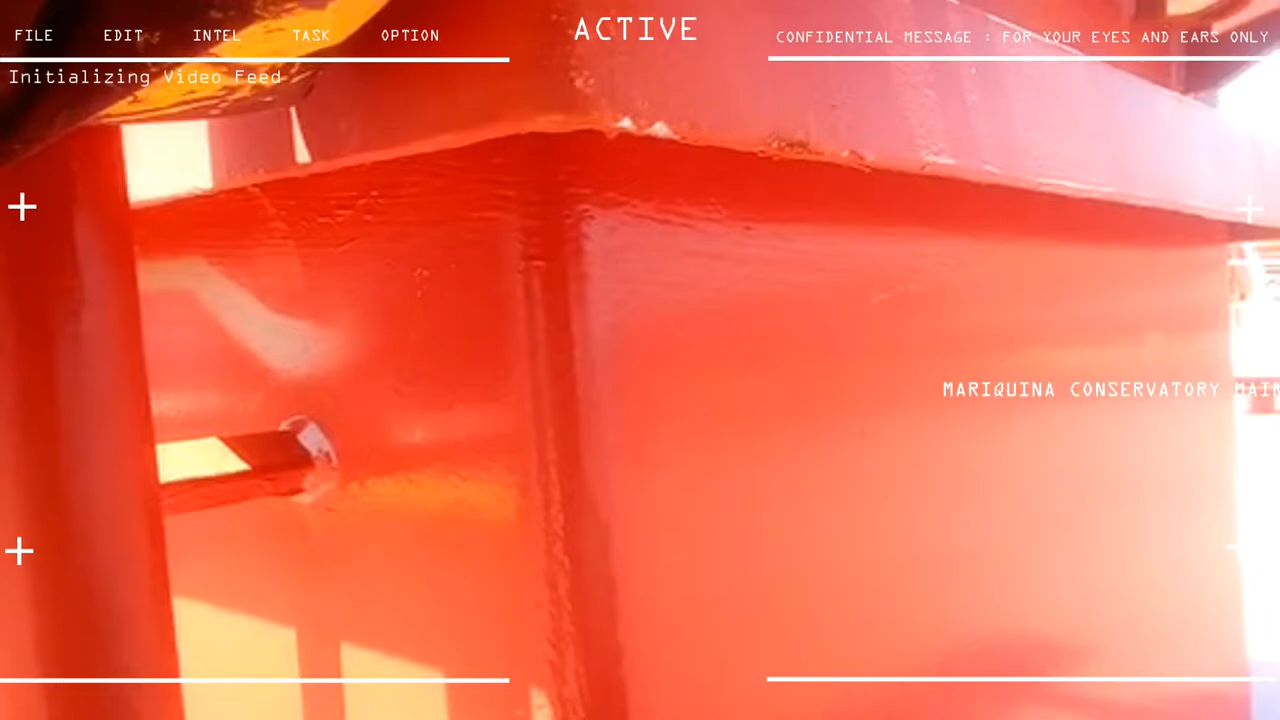 FILE EDIT INTEL TASK OPTION
ACTIVE
CONFIDENTIAL MESSAGE : FOR YOUR EYES AND EARS ONLY
Initializing Video Feed
MARIQUINA CONSERVATORY MAIN